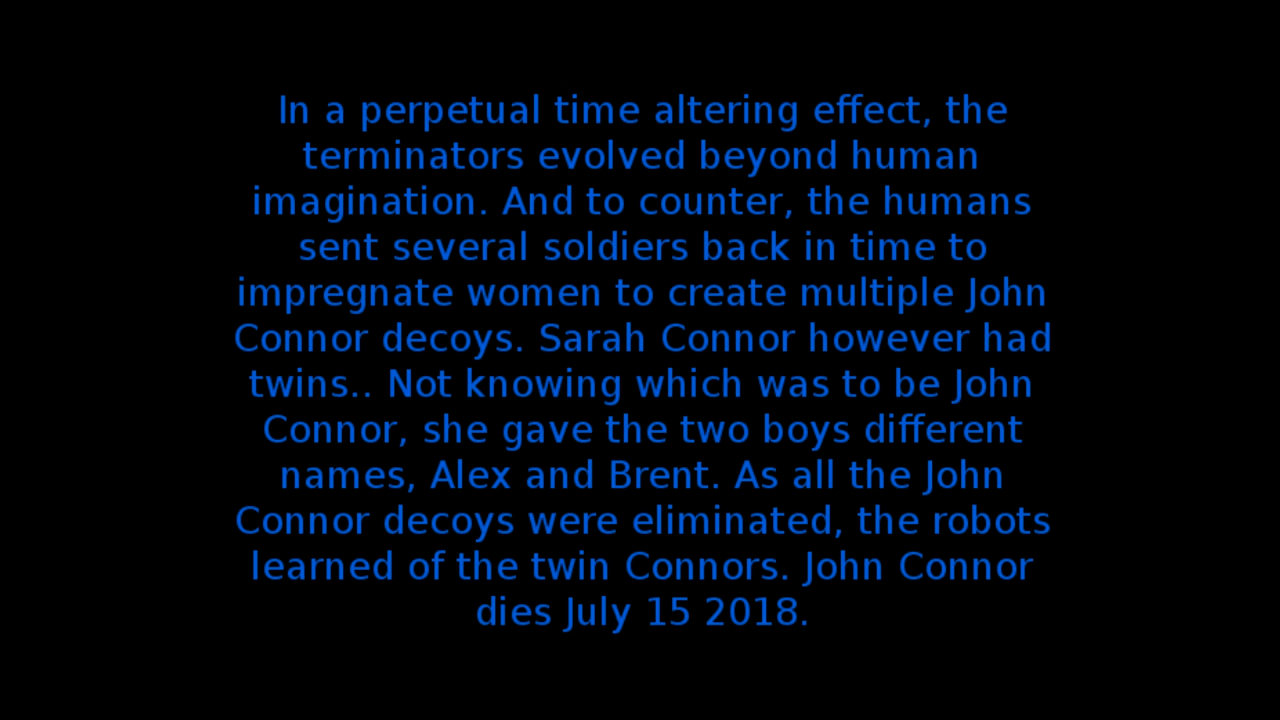 In a perpetual time altering effect, the
terminators evolved beyond human
imagination. And to counter, the humans
sent several soldiers back in time to
impregnate women to create multiple John
Connor decoys. Sarah Connor however had
twins.. Not knowing which was to be John
Connor, she gave the two boys different
names, Alex and Brent. As all the John
Connor decoys were eliminated, the robots
learned of the twin Connors. John Connor
dies July 15 2018.